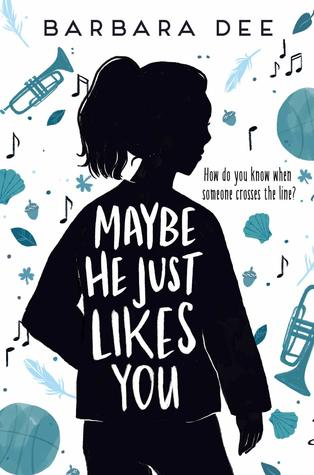 BARBARA DEE
How do you know when
someone crosses the line?
MAYBE
HE JUST
LIKES
YOU